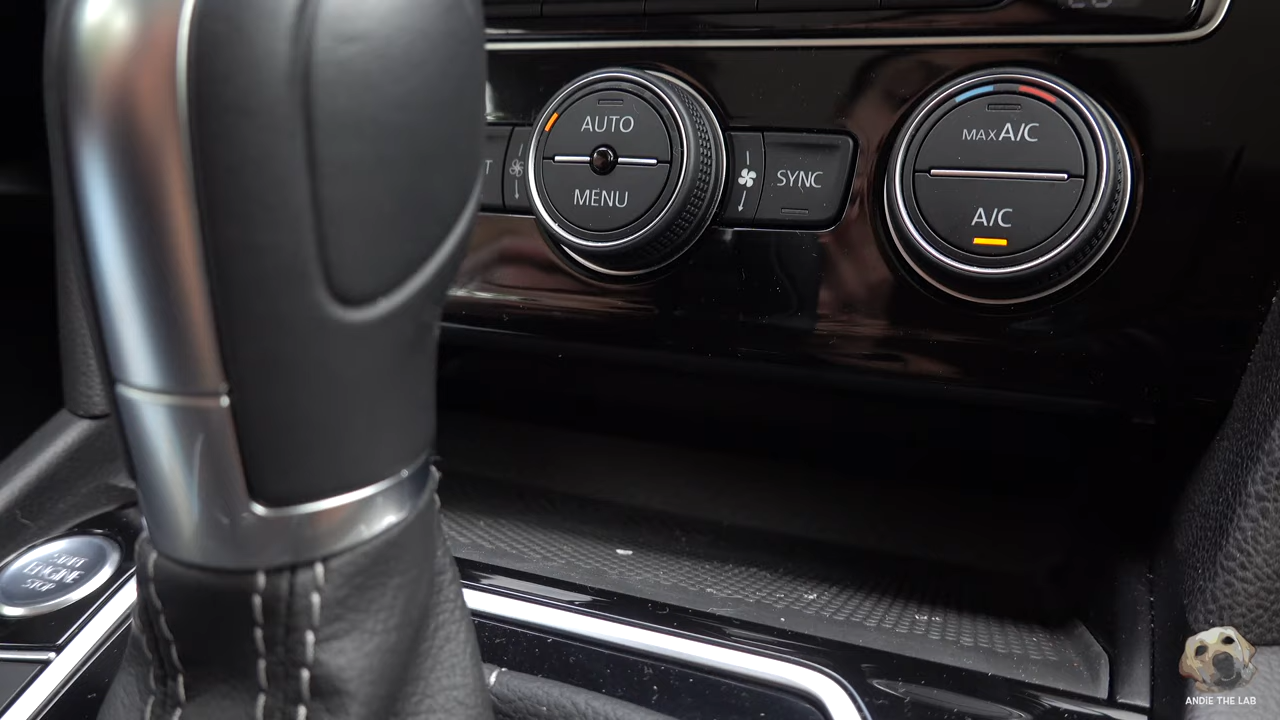 AUTO
MENU
T
SYNC
MAX A/C
A/C
START
ENGINE
STOP
ANDIE THE LAB